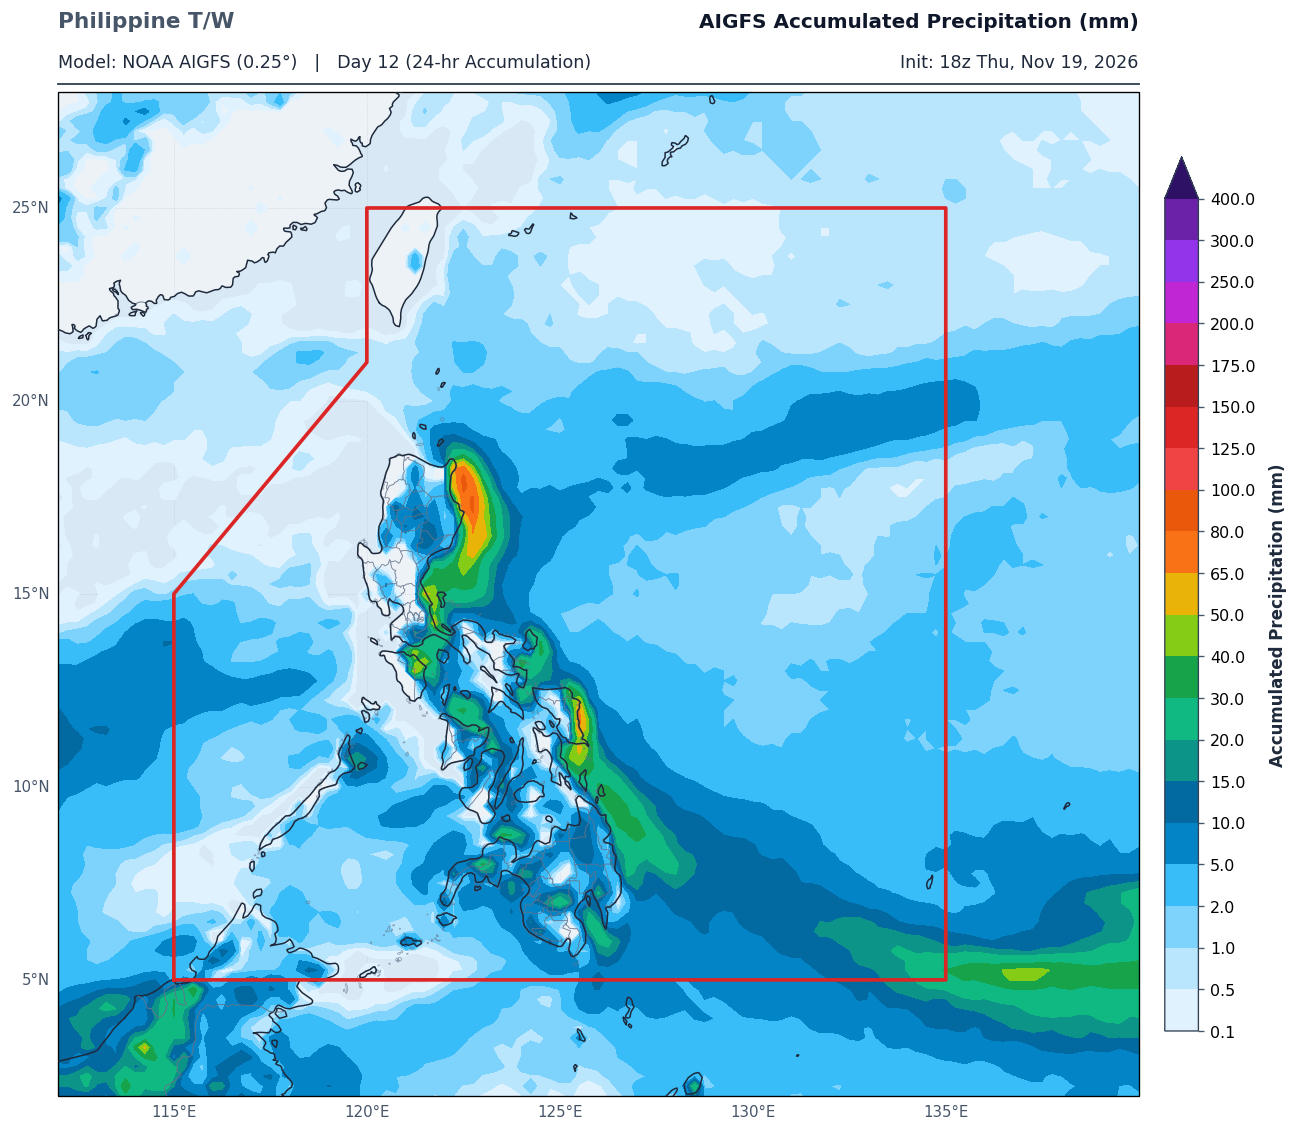 Philippine T/W
AIGFS Accumulated Precipitation (mm)
Model: NOAA AIGFS (0.25°) | Day 12 (24-hr Accumulation)
Init: 18z Thu, Nov 19, 2026
25°N
20°N
15°N
10°N
5°N
115°E
120°E
125°E
130°E
135°E
400.0
300.0
250.0
200.0
175.0
150.0
125.0
100.0
80.0
65.0
50.0
40.0
30.0
20.0
15.0
10.0
5.0
2.0
1.0
0.5
0.1
Accumulated Precipitation (mm)